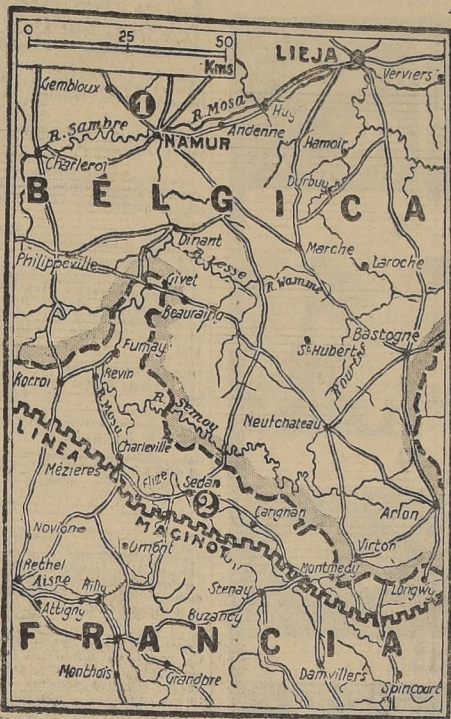 0 25 50
Kms
LIEJA
Verviers
Gembloux
1
R. Mosa
Huy
R. Sambre
Andenne
NAMUR
Hamoir
Charleroi
Durbuy
BÉLGICA
Dinant
Marche
Philippeville
R. Lesse
Laroche
Givet
R. Wamme
Beauraing
Bastogne
St Hubert
Fumay
R. Ourthe
Rocroi
Revin
R. Mosa
R. Semoy
Neufchateau
LINEA
Charleville
Mézières
Flize
Sedán
2
Carignan
Arlon
MAGINOT
Novion
Omont
Virton
Rethel
Montmedy
Aisne
Rilly
Stenay
Longwy
Attigny
Buzancy
FRANCIA
Monthois
Grandpre
Damvillers
Spincourt